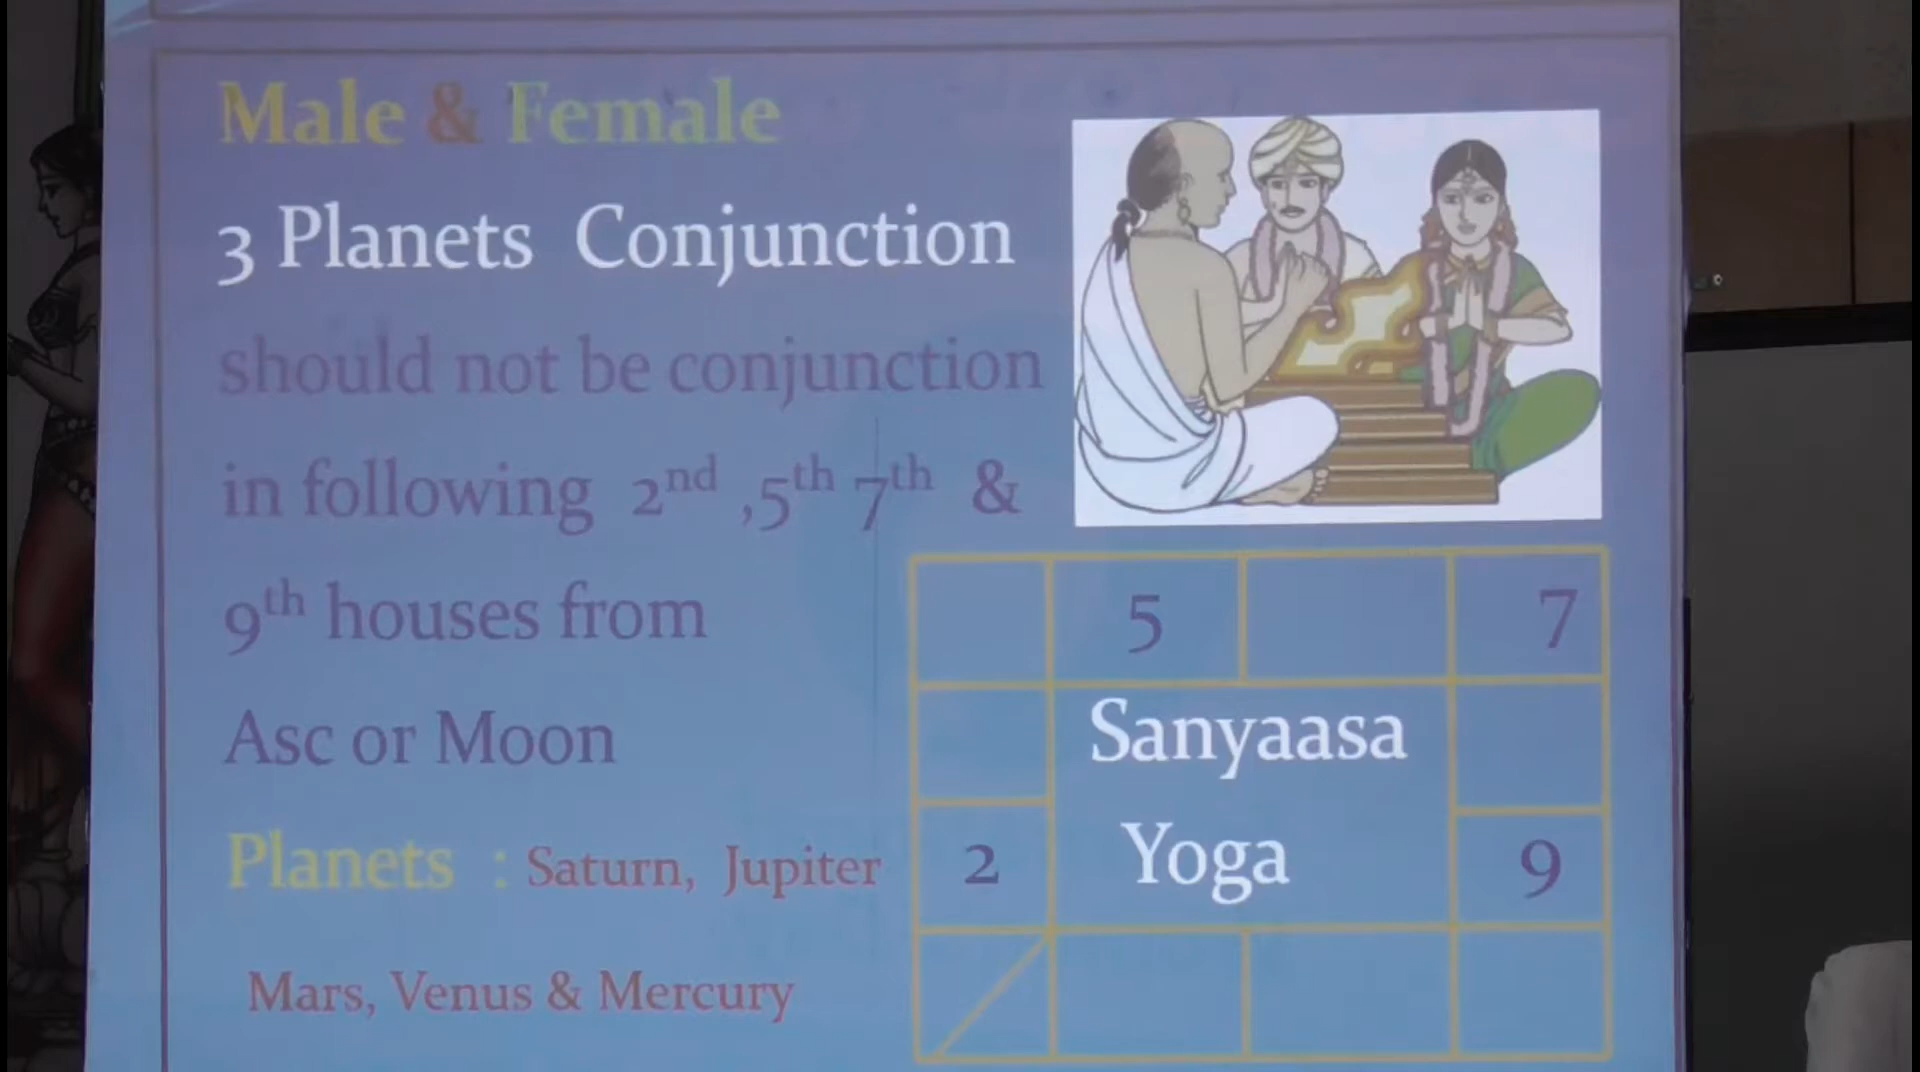 Male & Female
3 Planets Conjunction
should not be conjunction
in following 2nd ,5th 7th &
9th houses from
Asc or Moon
Planets : Saturn, Jupiter
Mars, Venus & Mercury
5 7
Sanyaasa
2 Yoga 9